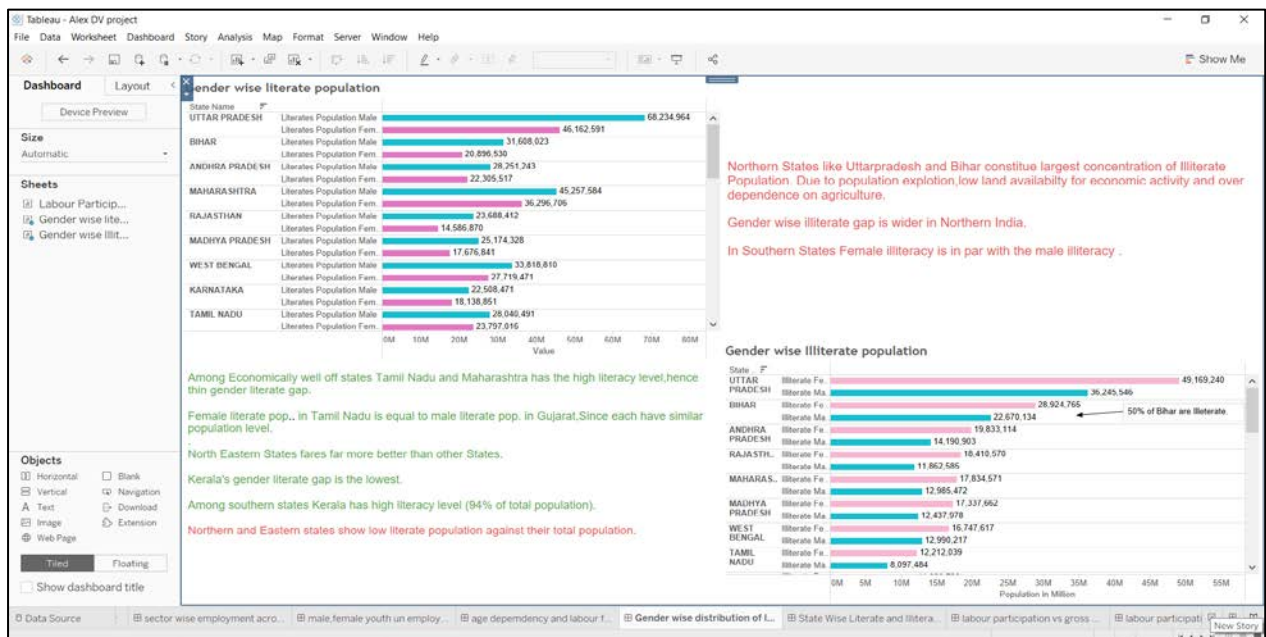 Tableau - Alex DV project
File Data Worksheet Dashboard Story Analysis Map Format Server Window Help
Show Me
Dashboard Layout
Device Preview
Size
Automatic
Sheets
Labour Particip...
Gender wise lite...
Gender wise Illit...
Objects
Horizontal Blank
Vertical Navigation
A Text Download
Image Extension
Web Page
Tiled Floating
Show dashboard title
Gender wise literate population
State Name
UTTAR PRADESH Literates Population Male 68,234,964
Literates Population Fem.. 46,162,591
BIHAR Literates Population Male 31,608,023
Literates Population Fem.. 20,896,530
ANDHRA PRADESH Literates Population Male 28,251,243
Literates Population Fem.. 22,305,517
MAHARASHTRA Literates Population Male 45,257,584
Literates Population Fem.. 36,296,706
RAJASTHAN Literates Population Male 23,688,412
Literates Population Fem.. 14,586,870
MADHYA PRADESH Literates Population Male 25,174,328
Literates Population Fem.. 17,676,841
WEST BENGAL Literates Population Male 33,818,810
Literates Population Fem.. 27,719,471
KARNATAKA Literates Population Male 22,508,471
Literates Population Fem.. 18,138,851
TAMIL NADU Literates Population Male 28,040,491
Literates Population Fem.. 23,797,016
0M 10M 20M 30M 40M 50M 60M 70M 80M
Value
Among Economically well off states Tamil Nadu and Maharashtra has the high literacy level,hence
thin gender literate gap.
Female literate pop.. in Tamil Nadu is equal to male literate pop. in Gujarat.Since each have similar
population level.
.
North Eastern States fares far more better than other States.
Kerala's gender literate gap is the lowest.
Among southern states Kerala has high literacy level (94% of total population).
Northern and Eastern states show low literate population against their total population.
Northern States like Uttarpradesh and Bihar constitue largest concentration of Illiterate
Population. Due to population explotion,low land availabilty for economic activity and over
dependence on agriculture.
Gender wise illiterate gap is wider in Northern India.
In Southern States Female illiteracy is in par with the male illiteracy .
Gender wise Illiterate population
State ..
UTTAR PRADESH Illiterate Fe.. 49,169,240
Illiterate Ma.. 36,245,546
BIHAR Illiterate Fe.. 28,924,765
Illiterate Ma.. 22,670,134
50% of Bihar are Illeterate.
ANDHRA PRADESH Illiterate Fe.. 19,833,114
Illiterate Ma.. 14,190,903
RAJASTH.. Illiterate Fe.. 18,410,570
Illiterate Ma.. 11,862,585
MAHARAS.. Illiterate Fe.. 17,834,571
Illiterate Ma.. 12,985,472
MADHYA PRADESH Illiterate Fe.. 17,337,662
Illiterate Ma.. 12,437,978
WEST BENGAL Illiterate Fe.. 16,747,617
Illiterate Ma.. 12,990,217
TAMIL NADU Illiterate Fe.. 12,212,039
Illiterate Ma.. 8,097,484
0M 5M 10M 15M 20M 25M 30M 35M 40M 45M 50M 55M
Population in Million
Data Source sector wise employment acro... male,female youth un employ... age depemdency and labour f... Gender wise distribution of l... State Wise Literate and Illitera... labour participation vs gross ... labour participati
New Story